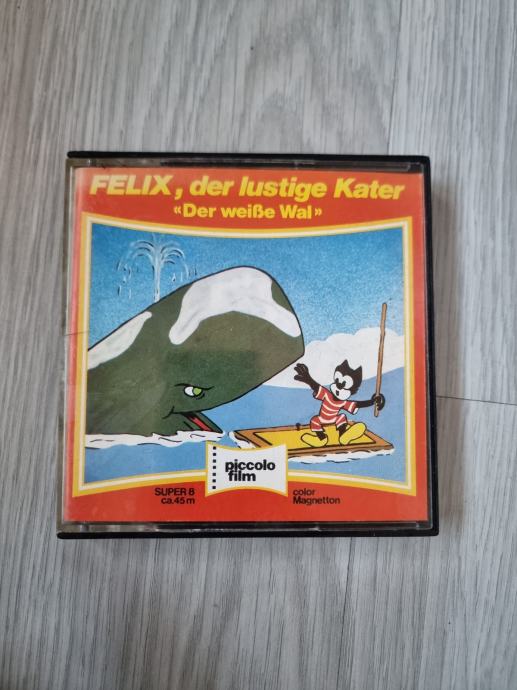 FELIX, der lustige Kater
«Der weiße Wal»
piccolo
film
SUPER 8
ca. 45 m
color
Magnetton